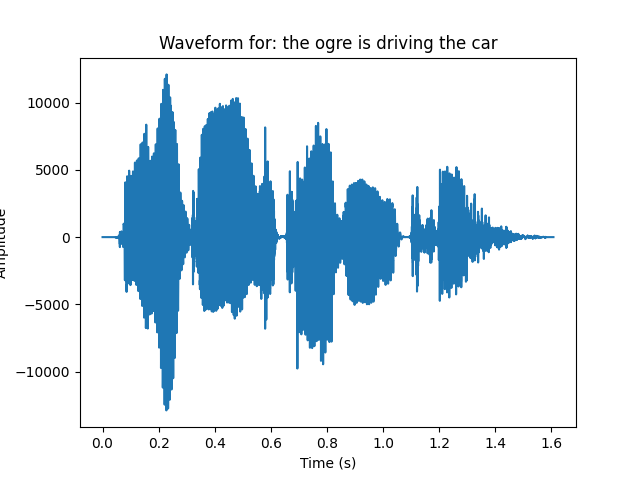 Waveform for: the ogre is driving the car
10000
5000
0
−5000
−10000
Amplitude
0.0 0.2 0.4 0.6 0.8 1.0 1.2 1.4 1.6
Time (s)